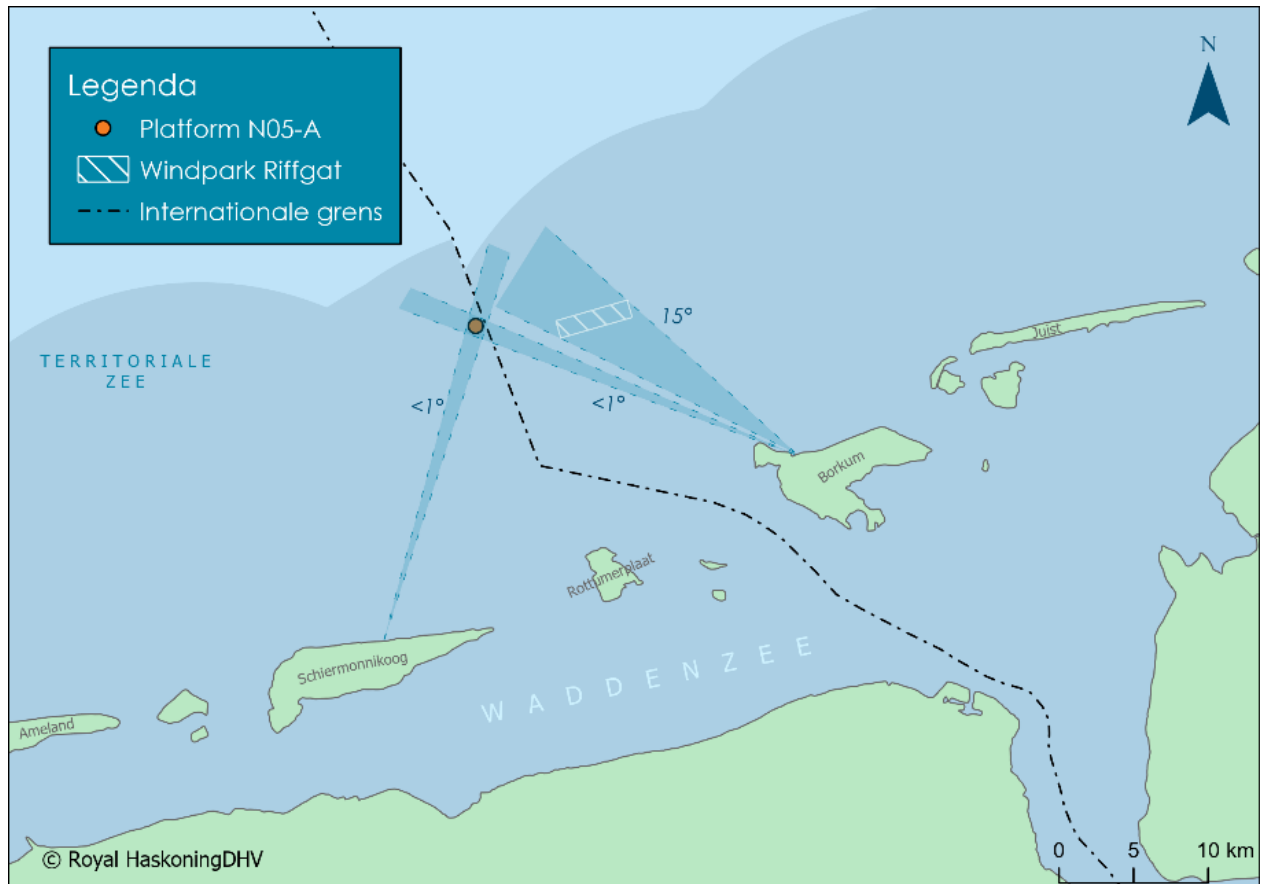 Legenda
Platform N05-A
Windpark Riffgat
Internationale grens
N
15°
TERRITORIALE
ZEE
<1°
<1°
Juist
Borkum
Rottumerplaat
Schiermonnikoog
WADDENZEE
Ameland
© Royal HaskoningDHV
0 5 10 km